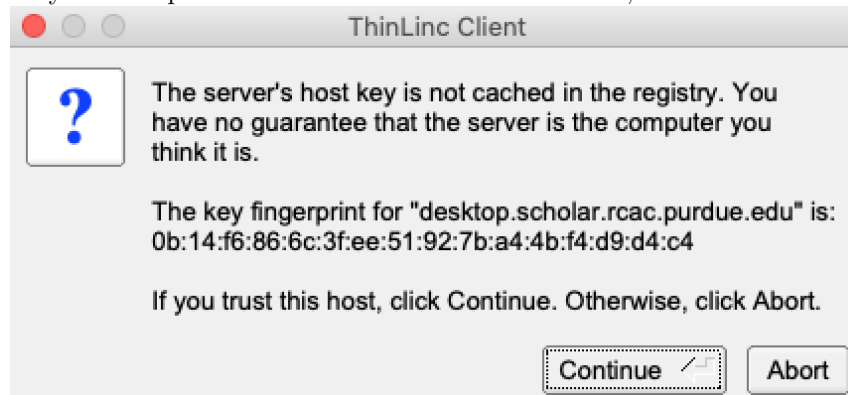 ThinLinc Client
?
The server's host key is not cached in the registry. You
have no guarantee that the server is the computer you
think it is.
The key fingerprint for "desktop.scholar.rcac.purdue.edu" is:
0b:14:f6:86:6c:3f:ee:51:92:7b:a4:4b:f4:d9:d4:c4
If you trust this host, click Continue. Otherwise, click Abort.
Continue Abort